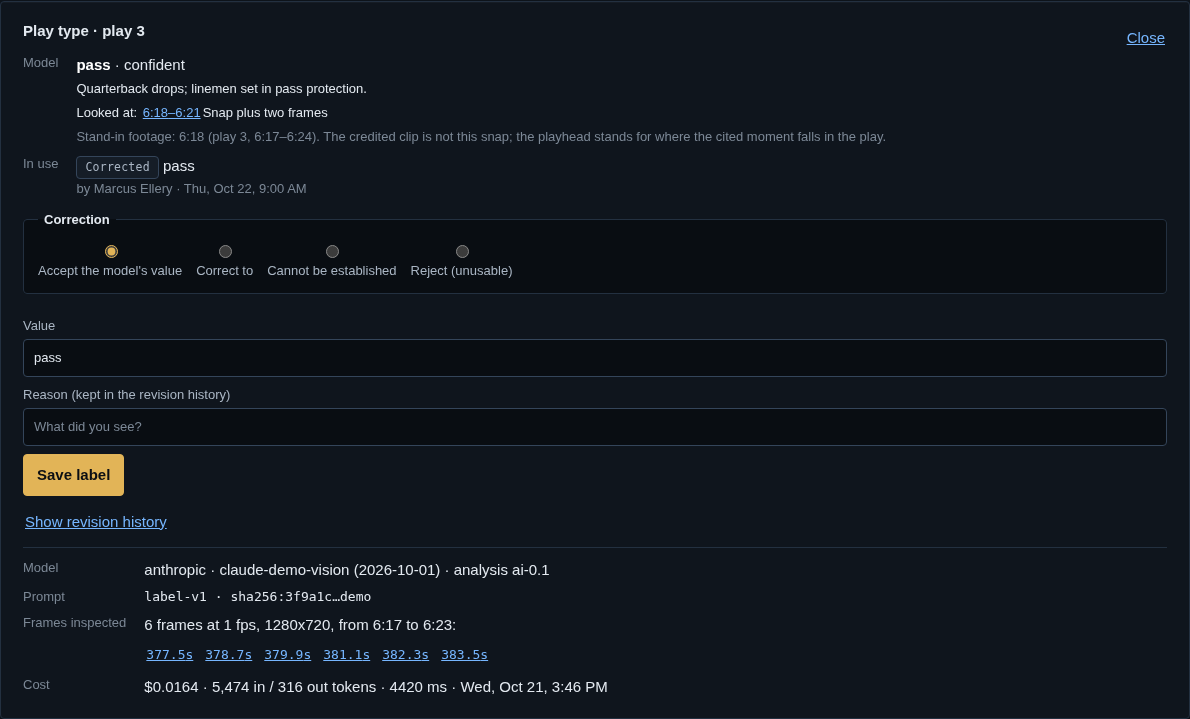 Play type · play 3
Close
Model
pass · confident
Quarterback drops; linemen set in pass protection.
Looked at: 6:18–6:21 Snap plus two frames
Stand-in footage: 6:18 (play 3, 6:17–6:24). The credited clip is not this snap; the playhead stands for where the cited moment falls in the play.
In use
Corrected pass
by Marcus Ellery · Thu, Oct 22, 9:00 AM
Correction
Accept the model's value
Correct to
Cannot be established
Reject (unusable)
Value
pass
Reason (kept in the revision history)
What did you see?
Save label
Show revision history
Model
anthropic · claude-demo-vision (2026-10-01) · analysis ai-0.1
Prompt
label-v1 · sha256:3f9a1c…demo
Frames inspected
6 frames at 1 fps, 1280x720, from 6:17 to 6:23:
377.5s 378.7s 379.9s 381.1s 382.3s 383.5s
Cost
$0.0164 · 5,474 in / 316 out tokens · 4420 ms · Wed, Oct 21, 3:46 PM